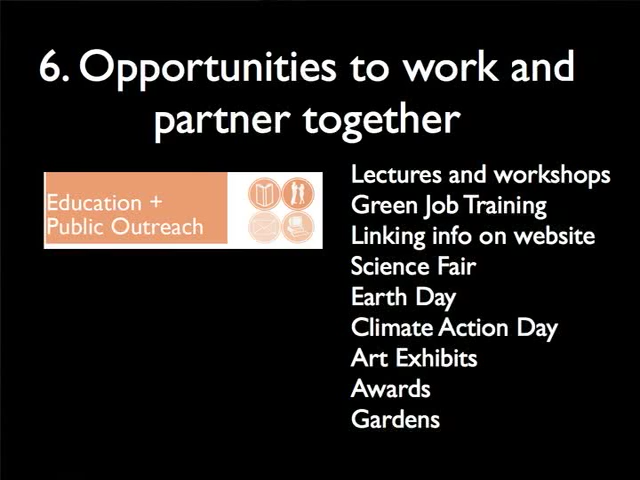 6. Opportunities to work and
partner together
Education +
Public Outreach
Lectures and workshops
Green Job Training
Linking info on website
Science Fair
Earth Day
Climate Action Day
Art Exhibits
Awards
Gardens